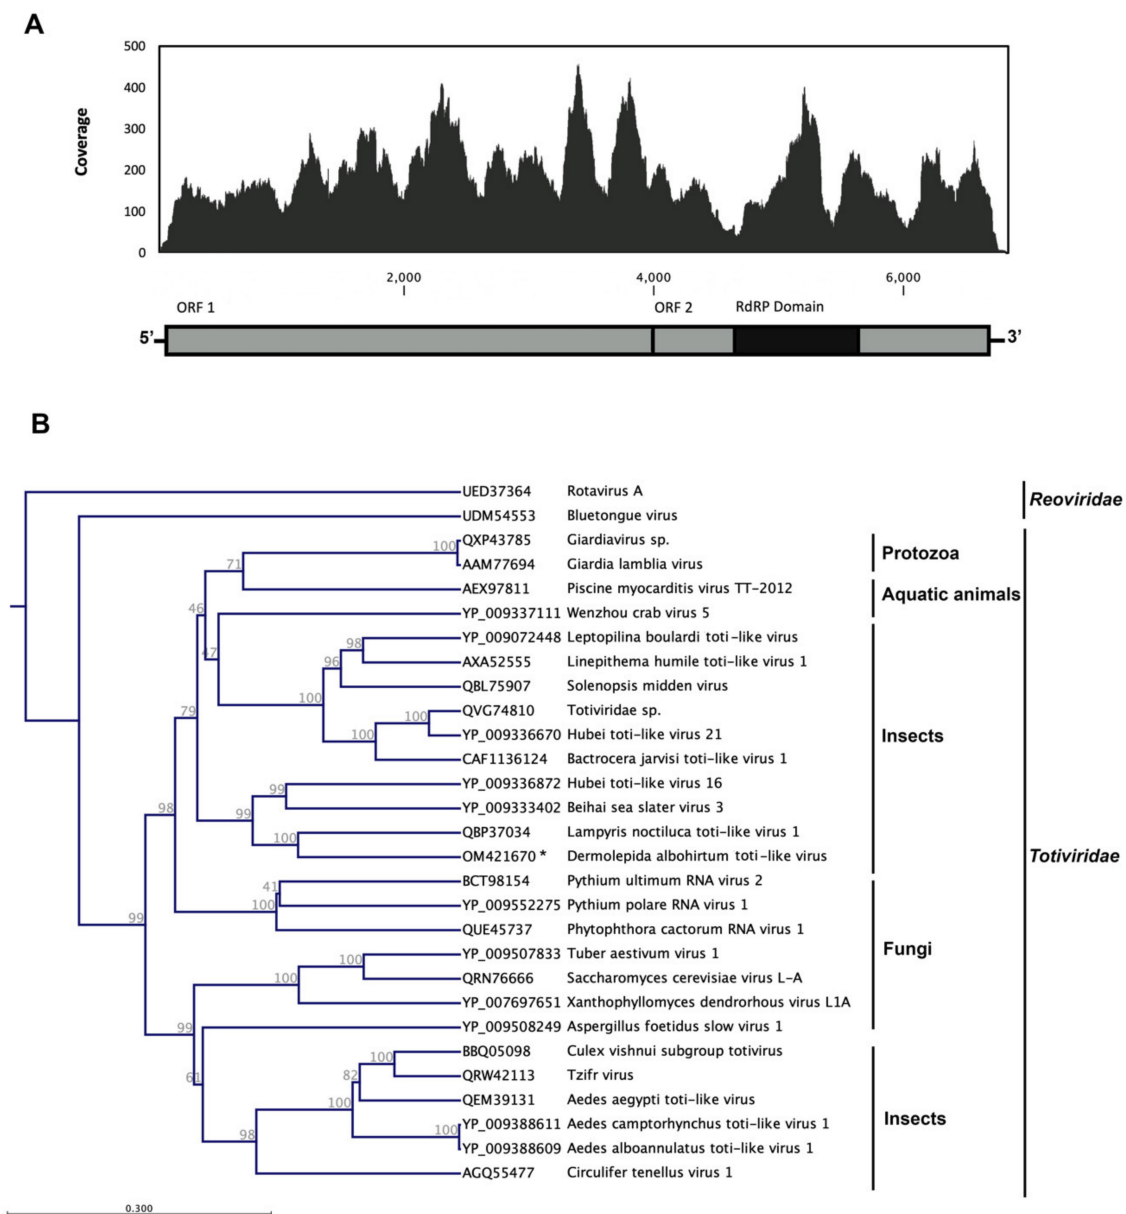 A
500
400
300
200
100
0
Coverage
2,000 4,000 6,000
ORF 1 ORF 2 RdRP Domain
5’ 3’
B
UED37364 Rotavirus A
Reoviridae
UDM54553 Bluetongue virus
100 QXP43785 Giardiavirus sp.
Protozoa
71 AAM77694 Giardia lamblia virus
AEX97811 Piscine myocarditis virus TT-2012
Aquatic animals
46 YP_009337111 Wenzhou crab virus 5
98 YP_009072448 Leptopilina boulardi toti-like virus
47 96 AXA52555 Linepithema humile toti-like virus 1
QBL75907 Solenopsis midden virus
100 100 QVG74810 Totiviridae sp.
79 100 YP_009336670 Hubei toti-like virus 21
Insects
CAF1136124 Bactrocera jarvisi toti-like virus 1
99 YP_009336872 Hubei toti-like virus 16
98 99 YP_009333402 Beihai sea slater virus 3
100 QBP37034 Lampyris noctiluca toti-like virus 1
OM421670 * Dermolepida albohirtum toti-like virus
Totiviridae
41 BCT98154 Pythium ultimum RNA virus 2
100 YP_009552275 Pythium polare RNA virus 1
99 QUE45737 Phytophthora cactorum RNA virus 1
Fungi
100 YP_009507833 Tuber aestivum virus 1
100 QRN76666 Saccharomyces cerevisiae virus L-A
YP_007697651 Xanthophyllomyces dendrorhous virus L1A
99 YP_009508249 Aspergillus foetidus slow virus 1
100 BBQ05098 Culex vishnui subgroup totivirus
61 82 QRW42113 Tzifr virus
100 QEM39131 Aedes aegypti toti-like virus
Insects
98 100 YP_009388611 Aedes camptorhynchus toti-like virus 1
YP_009388609 Aedes alboannulatus toti-like virus 1
AGQ55477 Circulifer tenellus virus 1
0.300